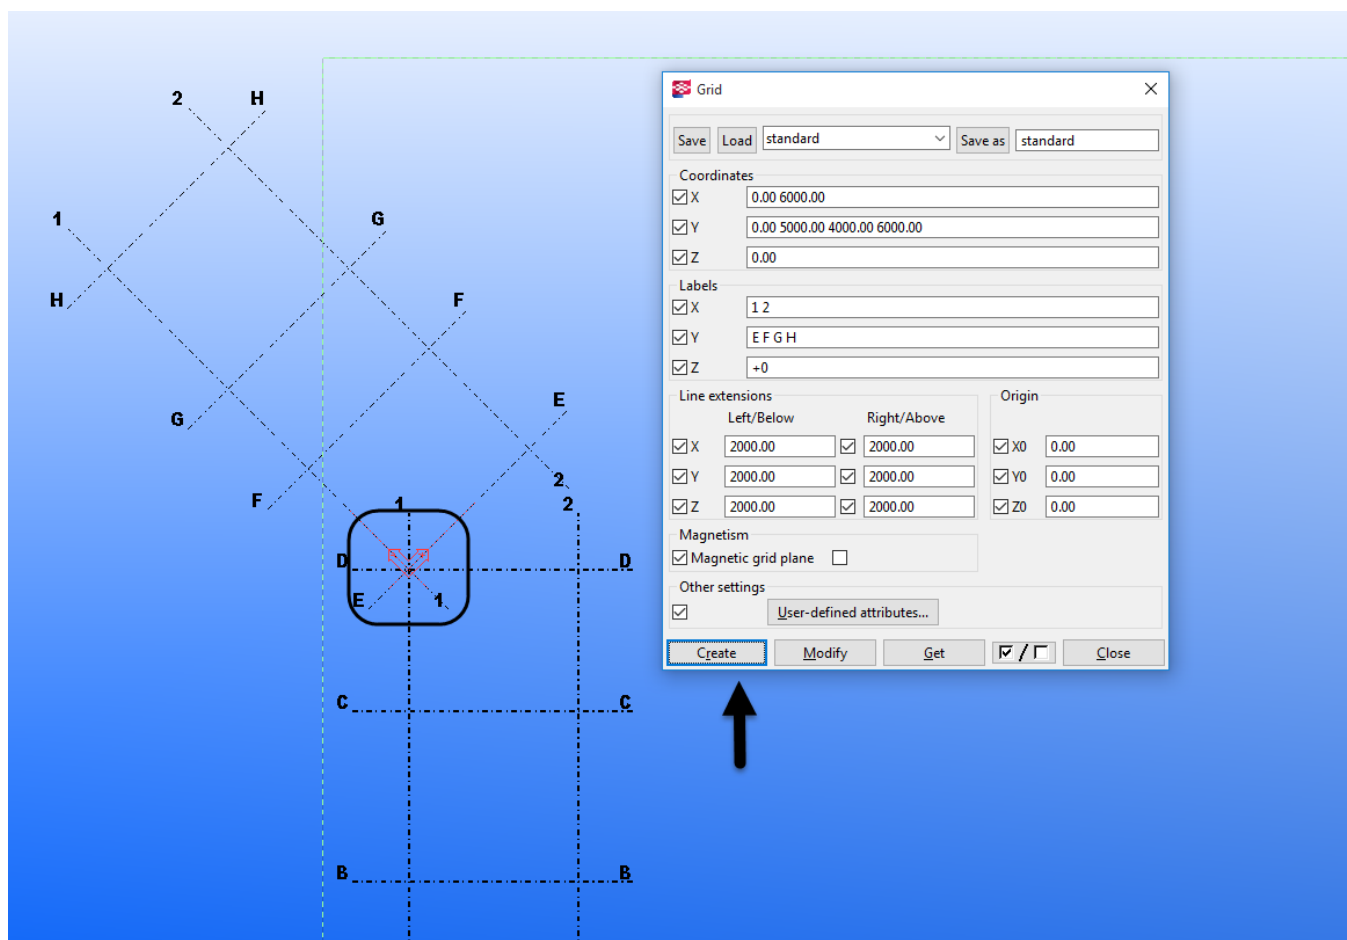 2 H
1 G
H F
G E
F 2
1 2
D D
E 1
C C
B B
Grid
Save Load standard Save as standard
Coordinates
X 0.00 6000.00
Y 0.00 5000.00 4000.00 6000.00
Z 0.00
Labels
X 1 2
Y E F G H
Z +0
Line extensions Origin
Left/Below Right/Above
X 2000.00 2000.00 X0 0.00
Y 2000.00 2000.00 Y0 0.00
Z 2000.00 2000.00 Z0 0.00
Magnetism
Magnetic grid plane
Other settings
User-defined attributes...
Create Modify Get / Close